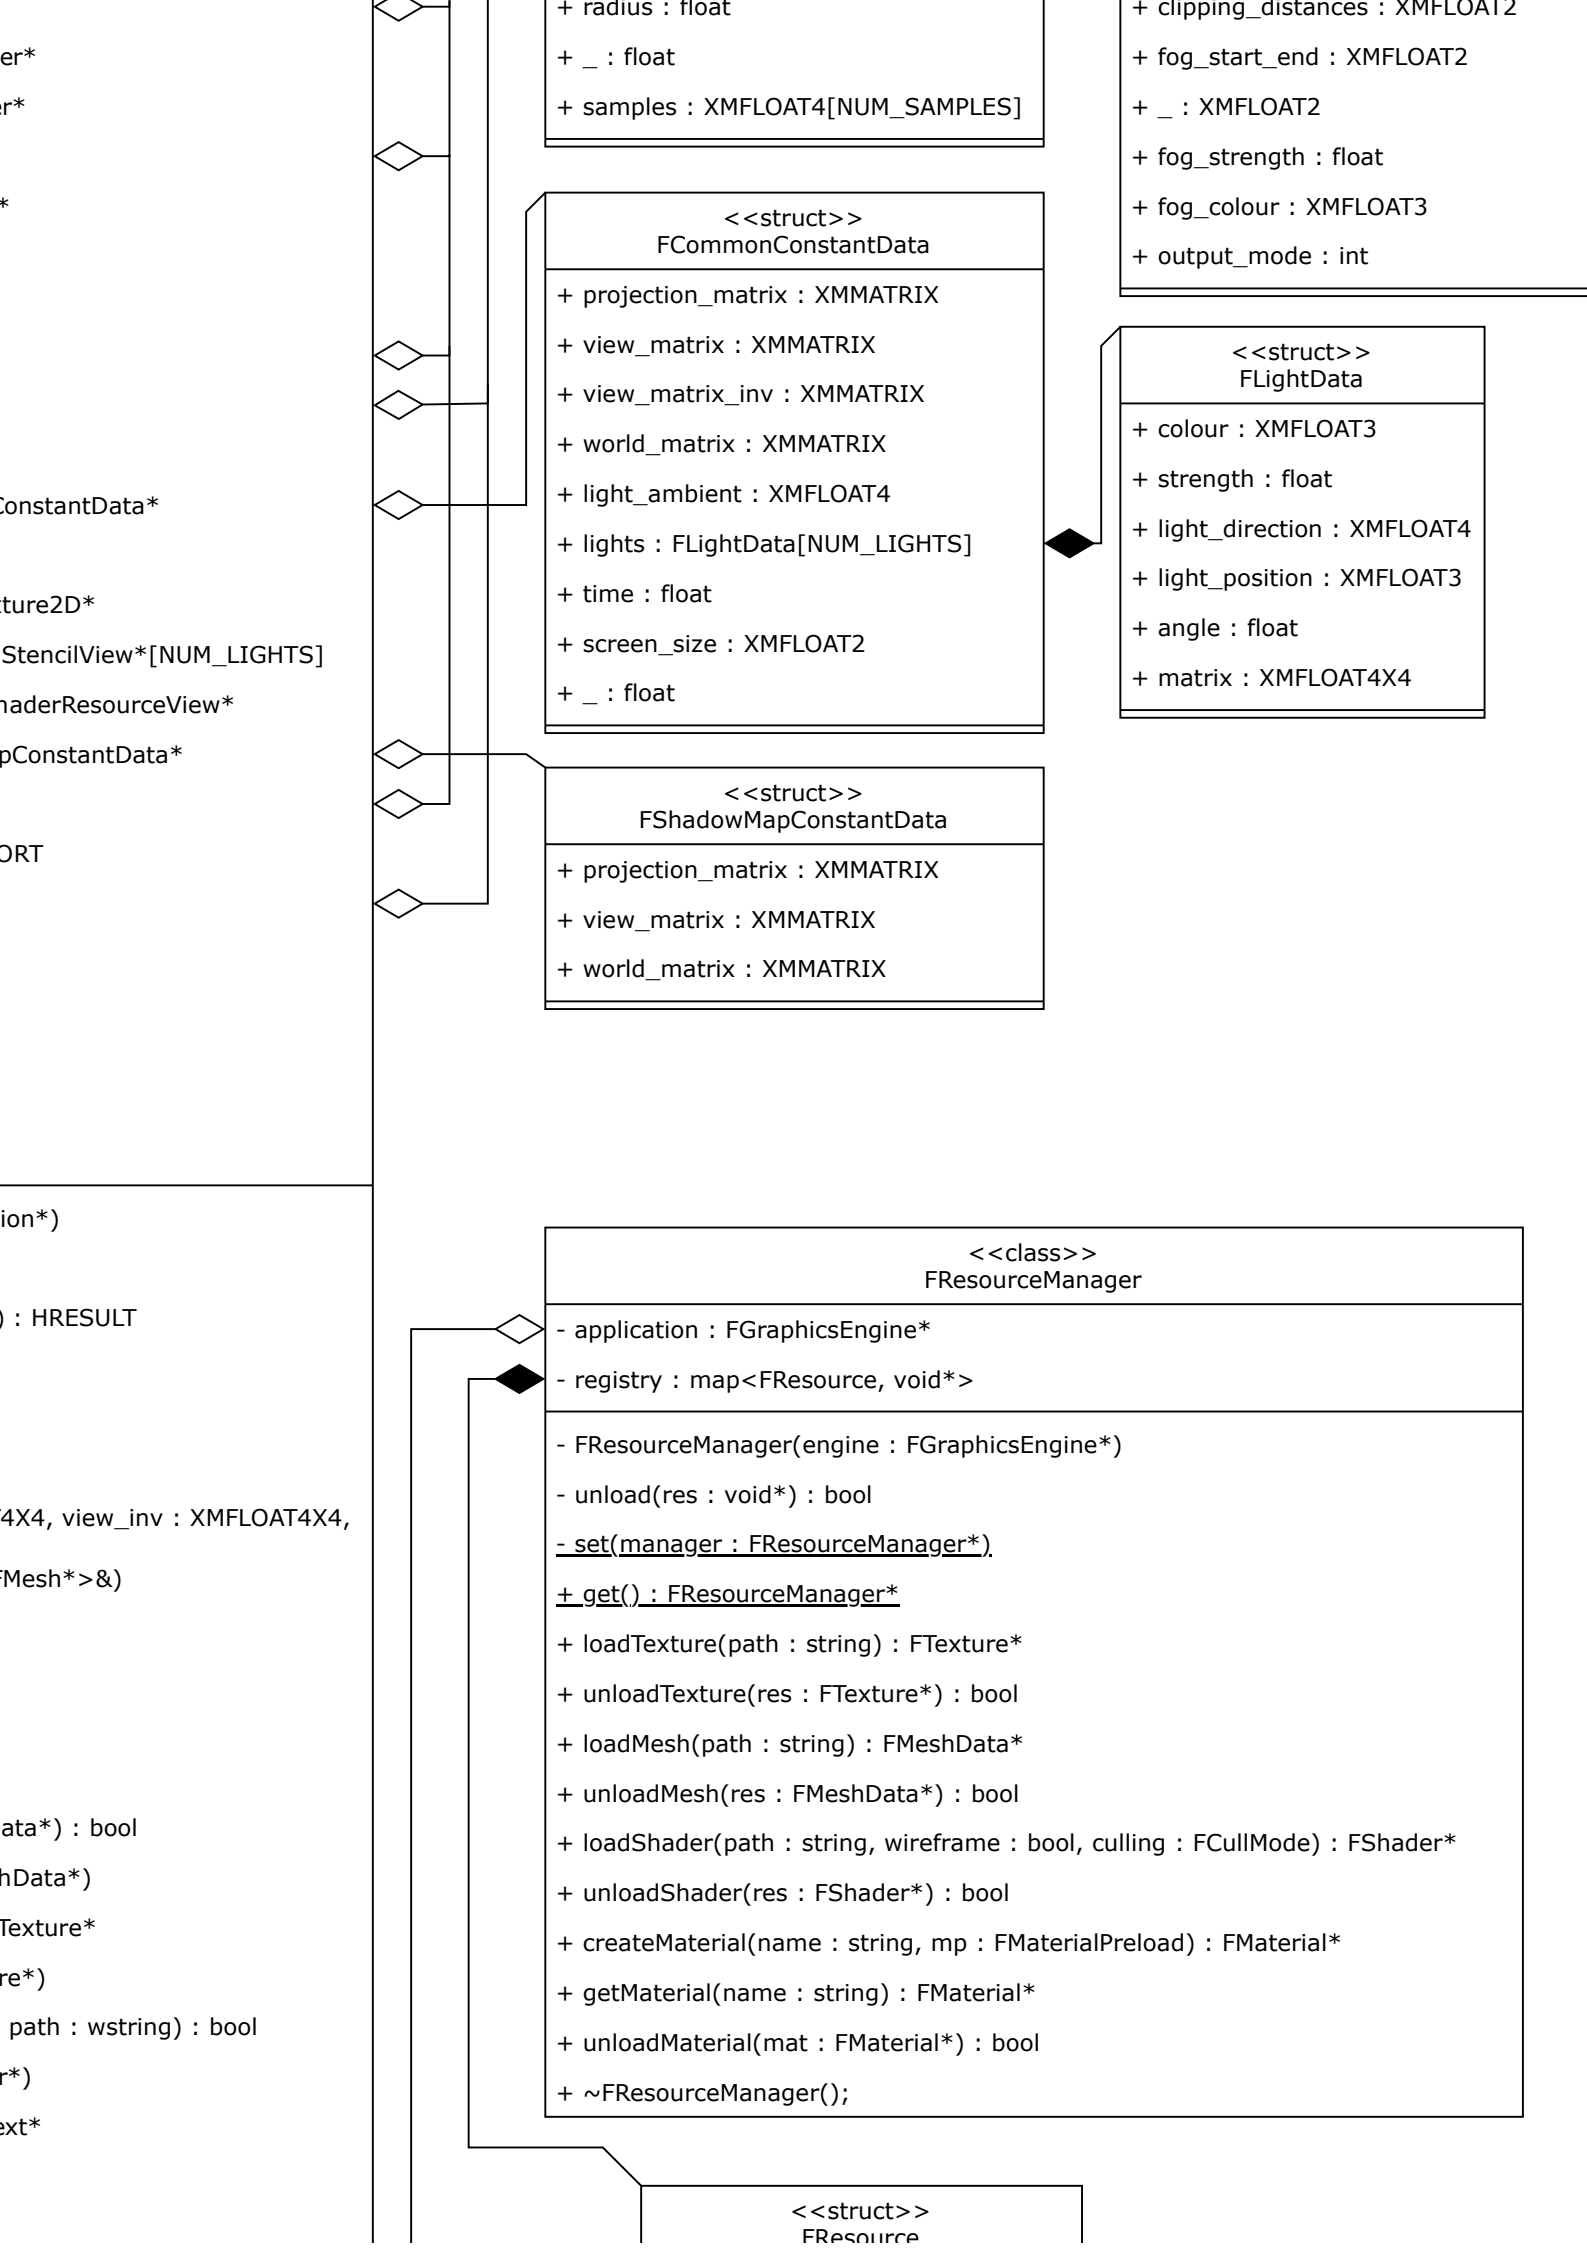 er*
er*
*
ConstantData*
ture2D*
StencilView*[NUM_LIGHTS]
haderResourceView*
pConstantData*
ORT
ion*)
) : HRESULT
4X4, view_inv : XMFLOAT4X4,
FMesh*>&)
ata*) : bool
hData*)
Texture*
re*)
path : wstring) : bool
r*)
ext*
+ radius : float
+ _ : float
+ samples : XMFLOAT4[NUM_SAMPLES]
+ clipping_distances : XMFLOAT2
+ fog_start_end : XMFLOAT2
+ _ : XMFLOAT2
+ fog_strength : float
+ fog_colour : XMFLOAT3
+ output_mode : int
<<struct>>
FCommonConstantData
+ projection_matrix : XMMATRIX
+ view_matrix : XMMATRIX
+ view_matrix_inv : XMMATRIX
+ world_matrix : XMMATRIX
+ light_ambient : XMFLOAT4
+ lights : FLightData[NUM_LIGHTS]
+ time : float
+ screen_size : XMFLOAT2
+ _ : float
<<struct>>
FLightData
+ colour : XMFLOAT3
+ strength : float
+ light_direction : XMFLOAT4
+ light_position : XMFLOAT3
+ angle : float
+ matrix : XMFLOAT4X4
<<struct>>
FShadowMapConstantData
+ projection_matrix : XMMATRIX
+ view_matrix : XMMATRIX
+ world_matrix : XMMATRIX
<<class>>
FResourceManager
- application : FGraphicsEngine*
- registry : map<FResource, void*>
- FResourceManager(engine : FGraphicsEngine*)
- unload(res : void*) : bool
- set(manager : FResourceManager*)
+ get() : FResourceManager*
+ loadTexture(path : string) : FTexture*
+ unloadTexture(res : FTexture*) : bool
+ loadMesh(path : string) : FMeshData*
+ unloadMesh(res : FMeshData*) : bool
+ loadShader(path : string, wireframe : bool, culling : FCullMode) : FShader*
+ unloadShader(res : FShader*) : bool
+ createMaterial(name : string, mp : FMaterialPreload) : FMaterial*
+ getMaterial(name : string) : FMaterial*
+ unloadMaterial(mat : FMaterial*) : bool
+ ~FResourceManager();
<<struct>>
FResource